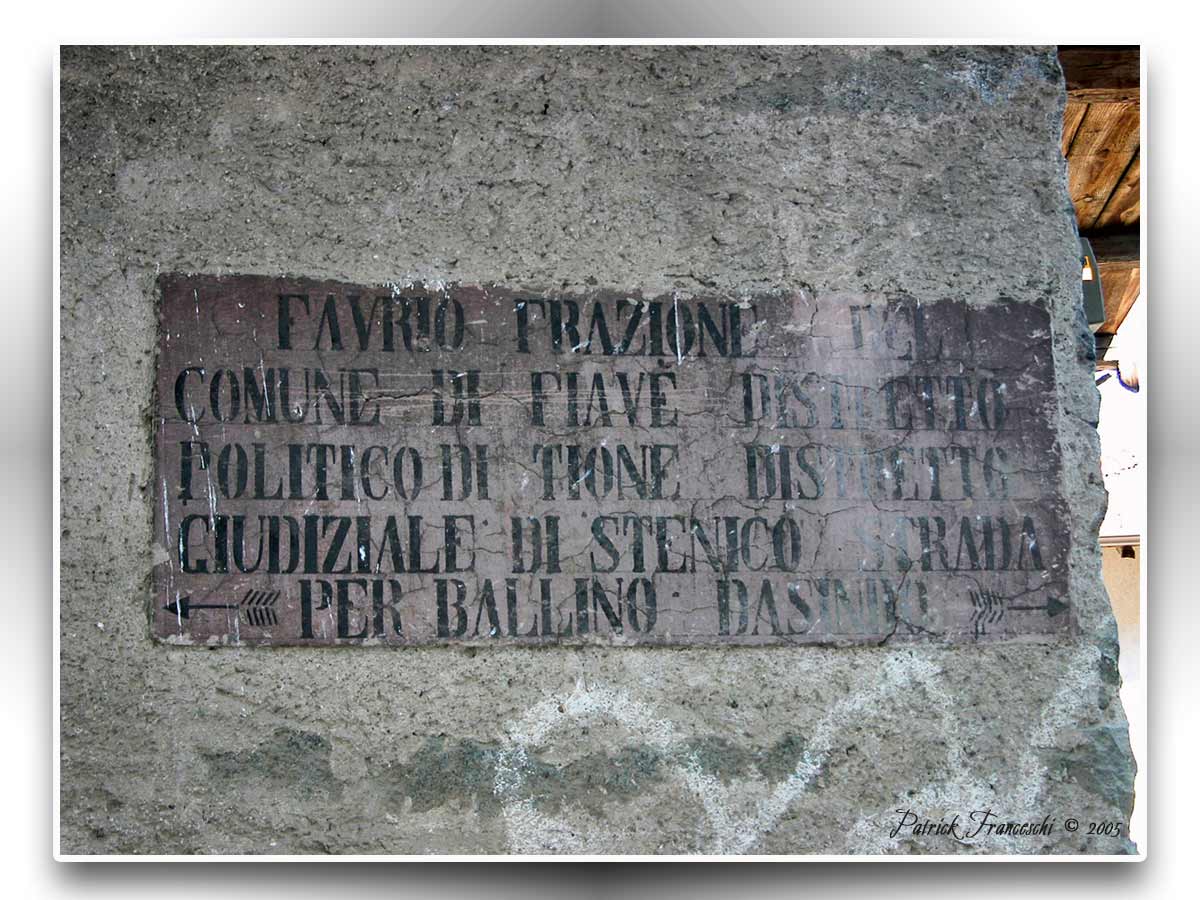 FAVRIO FRAZIONE DEL
COMUNE DI FIAVÈ DISTRETTO
POLITICO DI TIONE DISTRETTO
GIUDIZIALE DI STENICO STRADA
PER BALLINO DASINDO
Patrick Franceschi © 2005